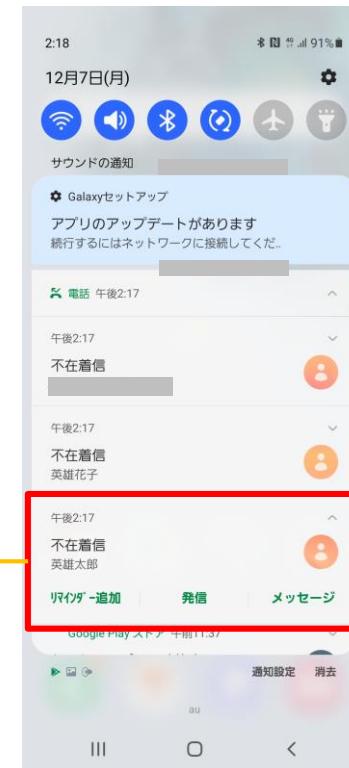 2:18
4G 91%
12月7日(月)
サウンドの通知
Galaxyセットアップ
アプリのアップデートがあります
続行するにはネットワークに接続してくだ..
電話 午後2:17
午後2:17
不在着信
午後2:17
不在着信
英雄花子
午後2:17
不在着信
英雄太郎
ﾘﾏｲﾝﾀﾞｰ追加 発信 メッセージ
Google Play ストア 午前11:37
通知設定 消去
au